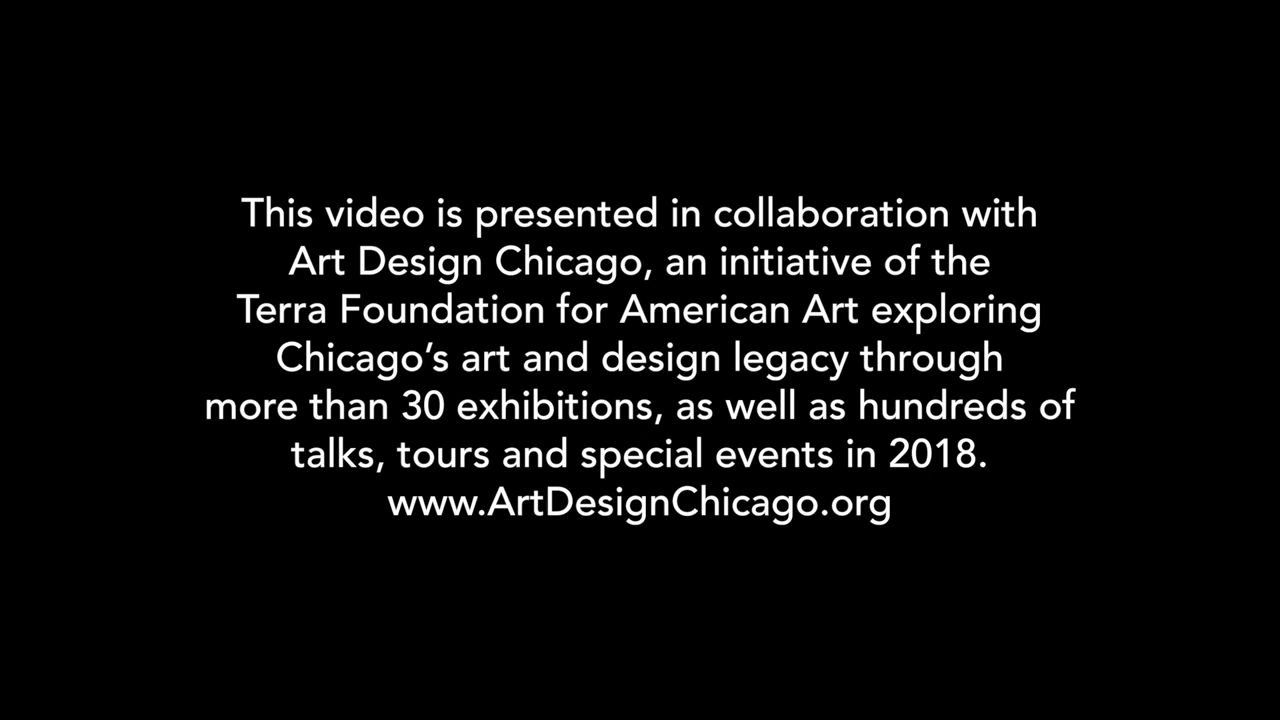 This video is presented in collaboration with
Art Design Chicago, an initiative of the
Terra Foundation for American Art exploring
Chicago’s art and design legacy through
more than 30 exhibitions, as well as hundreds of
talks, tours and special events in 2018.
www.ArtDesignChicago.org